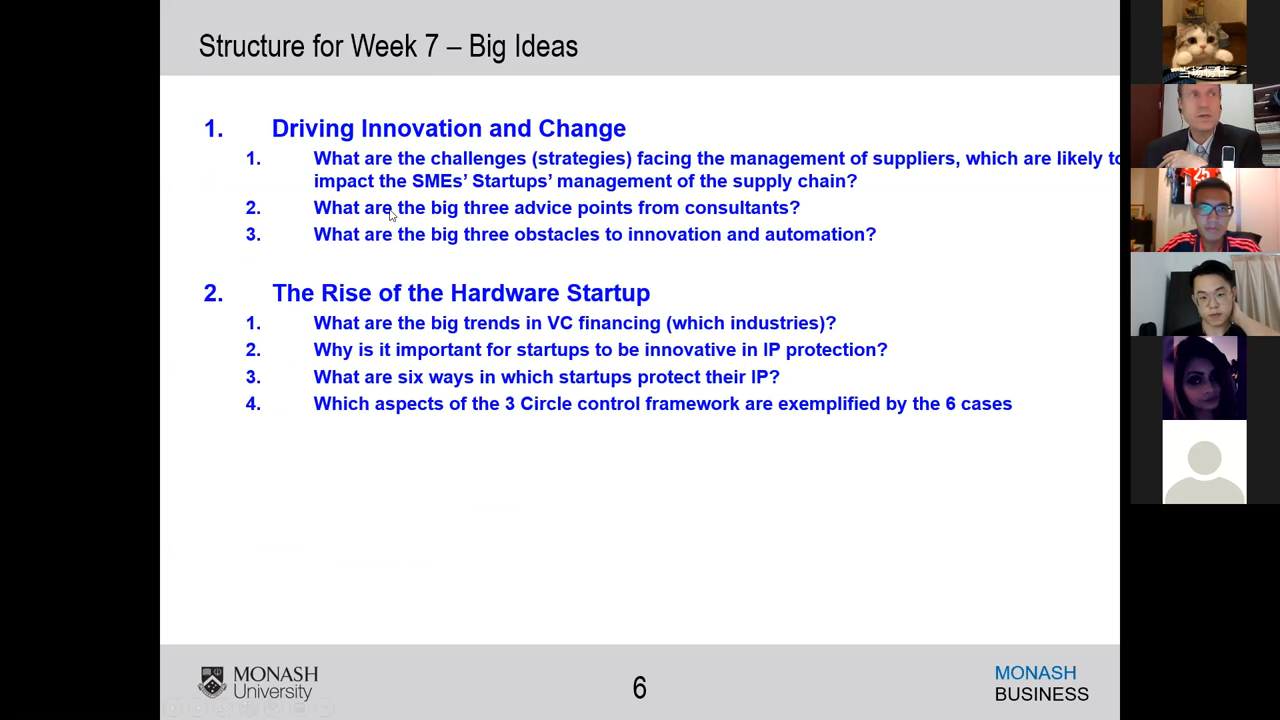 Structure for Week 7 – Big Ideas
1. Driving Innovation and Change
1. What are the challenges (strategies) facing the management of suppliers, which are likely to
impact the SMEs’ Startups’ management of the supply chain?
2. What are the big three advice points from consultants?
3. What are the big three obstacles to innovation and automation?
2. The Rise of the Hardware Startup
1. What are the big trends in VC financing (which industries)?
2. Why is it important for startups to be innovative in IP protection?
3. What are six ways in which startups protect their IP?
4. Which aspects of the 3 Circle control framework are exemplified by the 6 cases
MONASH
University
6
MONASH
BUSINESS
25